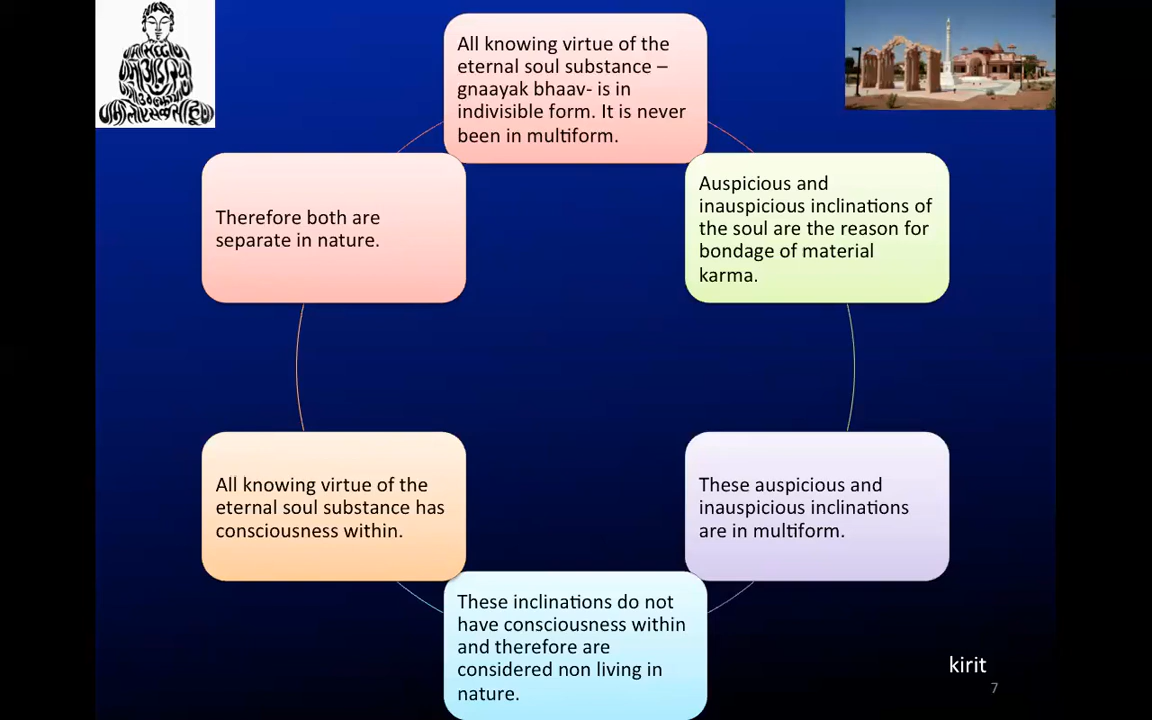 All knowing virtue of the
eternal soul substance –
gnaayak bhaav- is in
indivisible form. It is never
been in multiform.
Auspicious and
inauspicious inclinations of
the soul are the reason for
bondage of material
karma.
These auspicious and
inauspicious inclinations
are in multiform.
These inclinations do not
have consciousness within
and therefore are
considered non living in
nature.
All knowing virtue of the
eternal soul substance has
consciousness within.
Therefore both are
separate in nature.
kirit
7